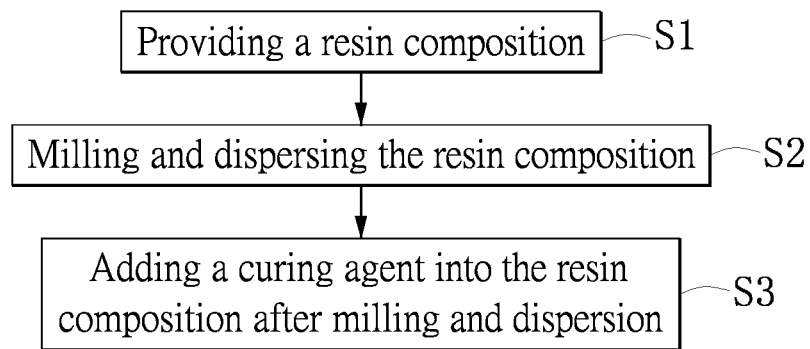 Providing a resin composition
S1
Milling and dispersing the resin composition
S2
Adding a curing agent into the resin
composition after milling and dispersion
S3